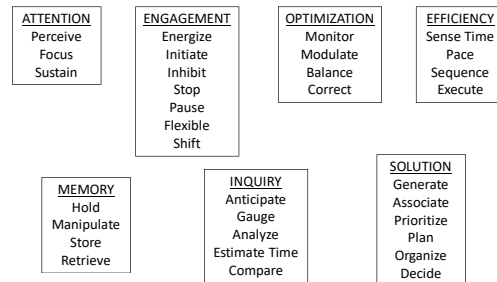 ATTENTION
Perceive
Focus
Sustain
ENGAGEMENT
Energize
Initiate
Inhibit
Stop
Pause
Flexible
Shift
OPTIMIZATION
Monitor
Modulate
Balance
Correct
EFFICIENCY
Sense Time
Pace
Sequence
Execute
MEMORY
Hold
Manipulate
Store
Retrieve
INQUIRY
Anticipate
Gauge
Analyze
Estimate Time
Compare
SOLUTION
Generate
Associate
Prioritize
Plan
Organize
Decide